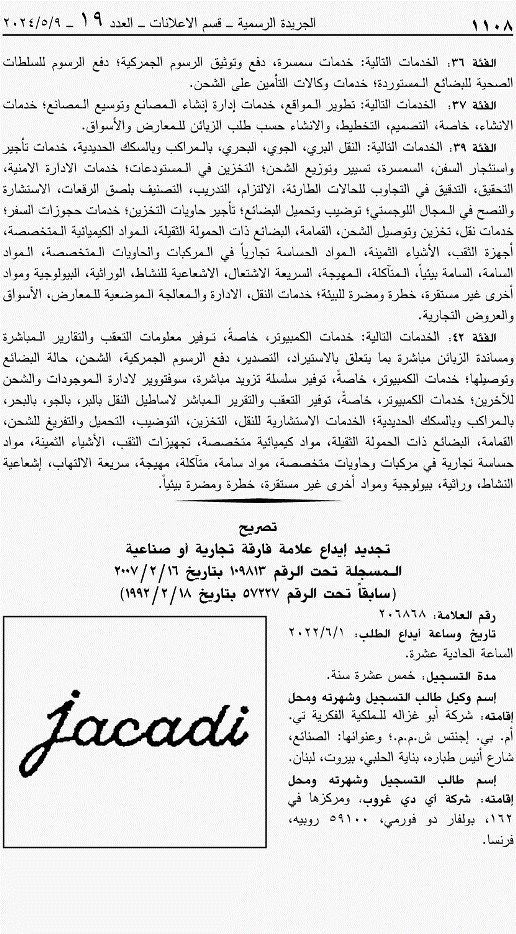 ١١٠٨ الجريدة الرسمية ــ قسم الاعلانات ــ العدد ١٩ ــ ٢٠٢٤/٥/٩
الفئة ٣٦: الخدمات التالية: خدمات سمسرة، دفع وتوثيق الرسوم الجمركية؛ دفع الرسوم للسلطات
الصحية للبضائع المستوردة؛ خدمات وكالات التأمين على الشحن.
الفئة ٣٧: الخدمات التالية: تطوير المواقع، خدمات إدارة إنشاء المصانع وتوسيع المصانع؛ خدمات
الانشاء، خاصة، التصميم، التخطيط، والانشاء حسب طلب الزبائن للمعارض والأسواق.
الفئة ٣٩: الخدمات التالية: النقل البري، الجوي، البحري، بالمراكب وبالسكك الحديدية، خدمات تأجير
واستئجار السفن، السمسرة، تسيير وتوزيع الشحن؛ التخزين في المستودعات؛ خدمات الادارة الامنية،
التحقيق، التدقيق في التجاوب للحالات الطارئة، الالتزام، التدريب، التصنيف بلصق الرقعات، الاستشارة
والنصح في المجال اللوجستي؛ توضيب وتحميل البضائع؛ تأجير حاويات التخزين؛ خدمات حجوزات السفر؛
خدمات نقل، تخزين وتوصيل الشحن، القمامة، البضائع ذات الحمولة الثقيلة، المواد الكيميائية المتخصصة،
أجهزة الثقب، الأشياء الثمينة، المواد الحساسة تجارياً في المركبات والحاويات المتخصصة، المواد
السامة، السامة بيئياً، المتآكلة، المهيجة، السريعة الاشتعال، الاشعاعية للنشاط، الوراثية، البيولوجية ومواد
أخرى غير مستقرة، خطرة ومضرة للبيئة؛ خدمات النقل، الادارة والمعالجة الموضعية للمعارض، الأسواق
والعروض التجارية.
الفئة ٤٢: الخدمات التالية: خدمات الكمبيوتر، خاصةً، توفير معلومات التعقب والتقارير المباشرة
ومساندة الزبائن مباشرة بما يتعلق بالاستيراد، التصدير، دفع الرسوم الجمركية، الشحن، حالة البضائع
وتوصيلها؛ خدمات الكمبيوتر، خاصةً، توفير سلسلة تزويد مباشرة، سوفتوير لادارة الموجودات والشحن
للآخرين؛ خدمات الكمبيوتر، خاصةً، توفير التعقب والتقرير المباشر لاساطيل النقل بالبر، بالجو، بالبحر،
بالمراكب وبالسكك الحديدية؛ الخدمات الاستشارية للنقل، التخزين، التوضيب، التحميل والتفريغ للشحن،
القمامة، البضائع ذات الحمولة الثقيلة، مواد كيميائية متخصصة، تجهيزات الثقب، الأشياء الثمينة، مواد
حساسة تجارية في مركبات وحاويات متخصصة، مواد سامة، متآكلة، مهيجة، سريعة الالتهاب، إشعاعية
النشاط، وراثية، بيولوجية ومواد أخرى غير مستقرة، خطرة ومضرة بيئياً.
تصريح
تجديد إيداع علامة فارقة تجارية أو صناعية
المسجلة تحت الرقم ١٠٩٨١٣ بتاريخ ٢٠٠٧/٢/١٦
(سابقاً تحت الرقم ٥٧٢٢٧ بتاريخ ١٩٩٢/٢/١٨)
رقم العلامة: ٢٠٦٨٦٨
تاريخ وساعة أيداع الطلب: ٢٠٢٢/٦/١
الساعة الحادية عشرة.
مدة التسجيل: خمس عشرة سنة.
إسم وكيل طالب التسجيل وشهرته ومحل
إقامته: شركة أبو غزاله للملكية الفكرية تي.
أم. بي. إجنتس ش.م.م.؛ وعنوانها: الصنائع،
شارع أنيس طباره، بناية الحلبي، بيروت، لبنان.
إسم طالب التسجيل وشهرته ومحل
إقامته: شركة أي دي غروب، ومركزها في
١٦٢، بولفار دو فورمي، ٥٩١٠٠ روبيه،
فرنسا.
jacadi